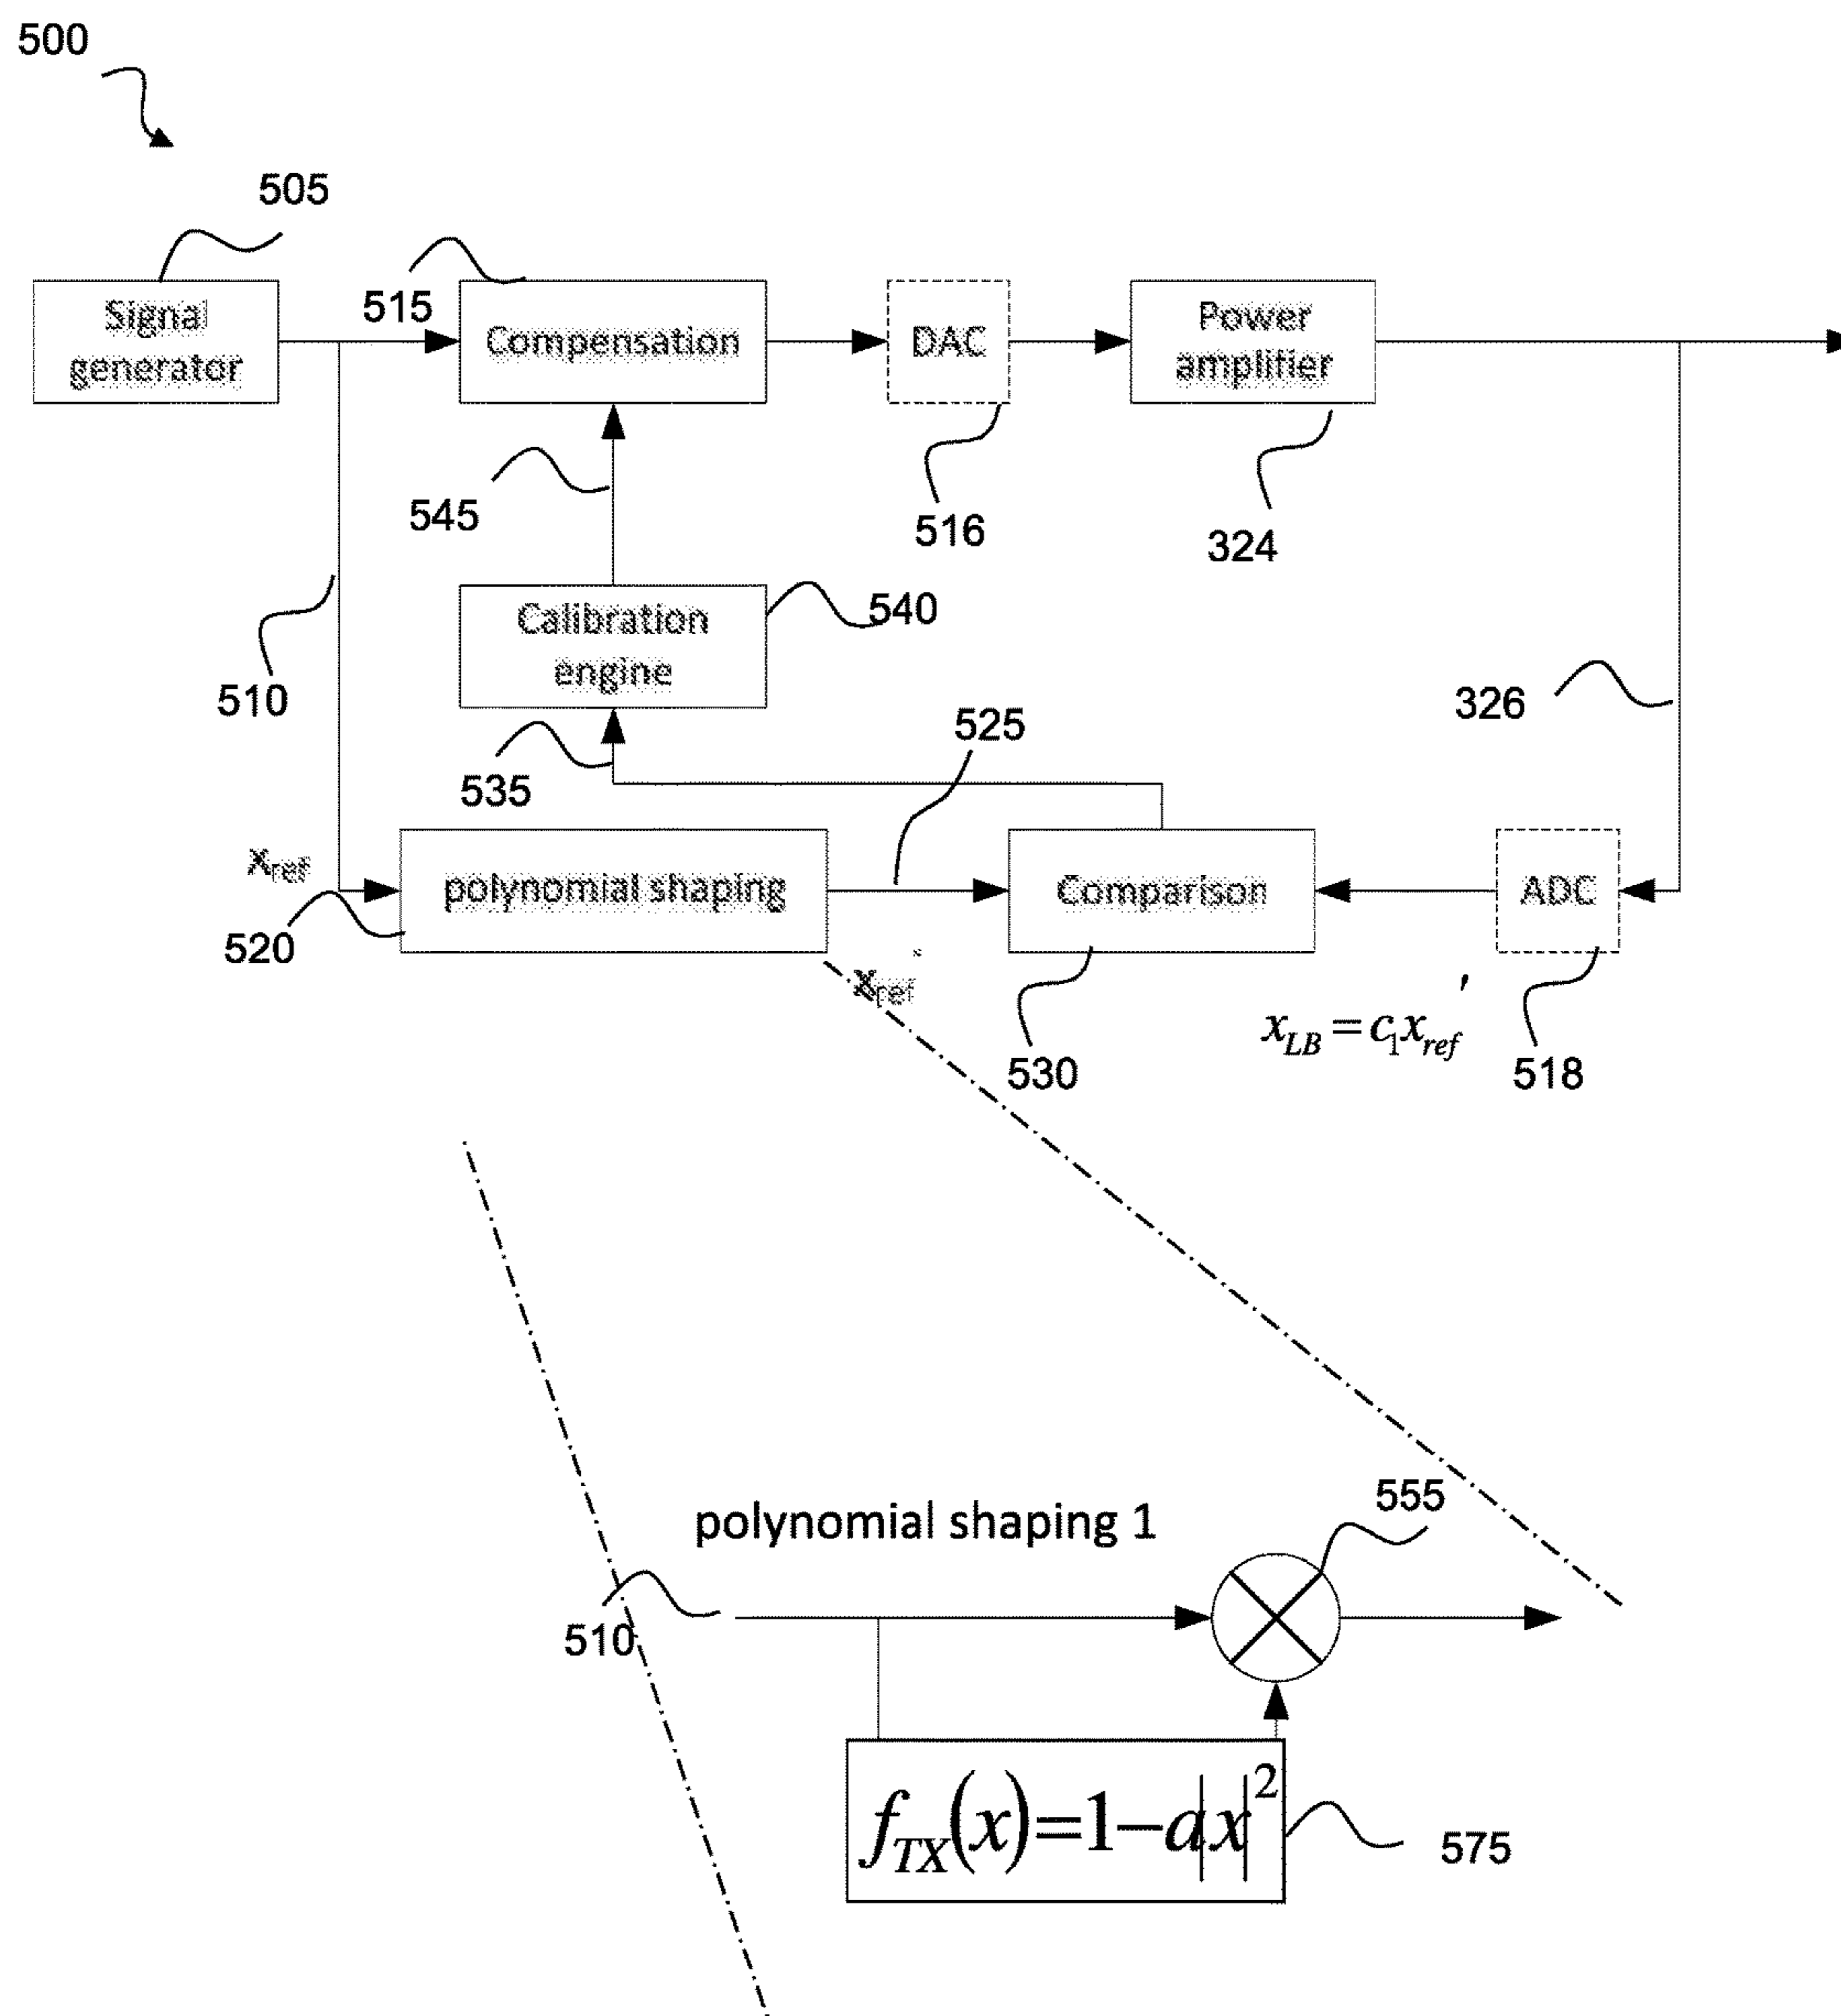 500
505
Signal
generator
515
Compensation
DAC
Power
amplifier
545
516
324
510
Calibration
engine
540
326
535
525
x_ref
polynomial shaping
Comparison
ADC
520
x_ref'
530
x_LB = c_1 x_ref'
518
polynomial shaping 1
555
510
f_TX(x)=1-a|x|^2
575